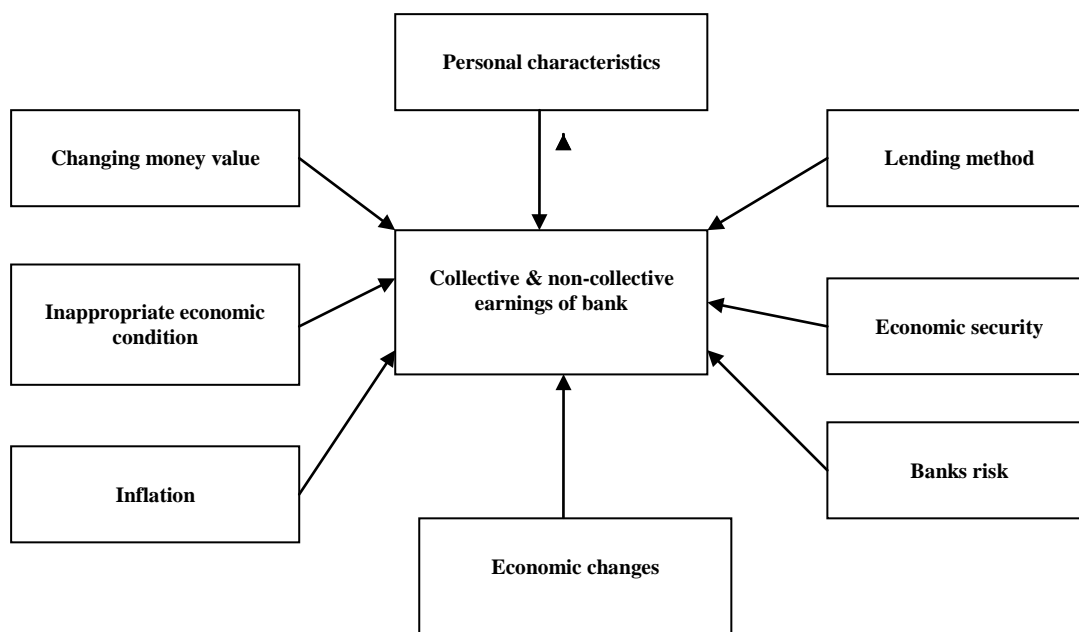 Personal characteristics
Changing money value
Lending method
Collective & non-collective
earnings of bank
Inappropriate economic
condition
Economic security
Inflation
Banks risk
Economic changes